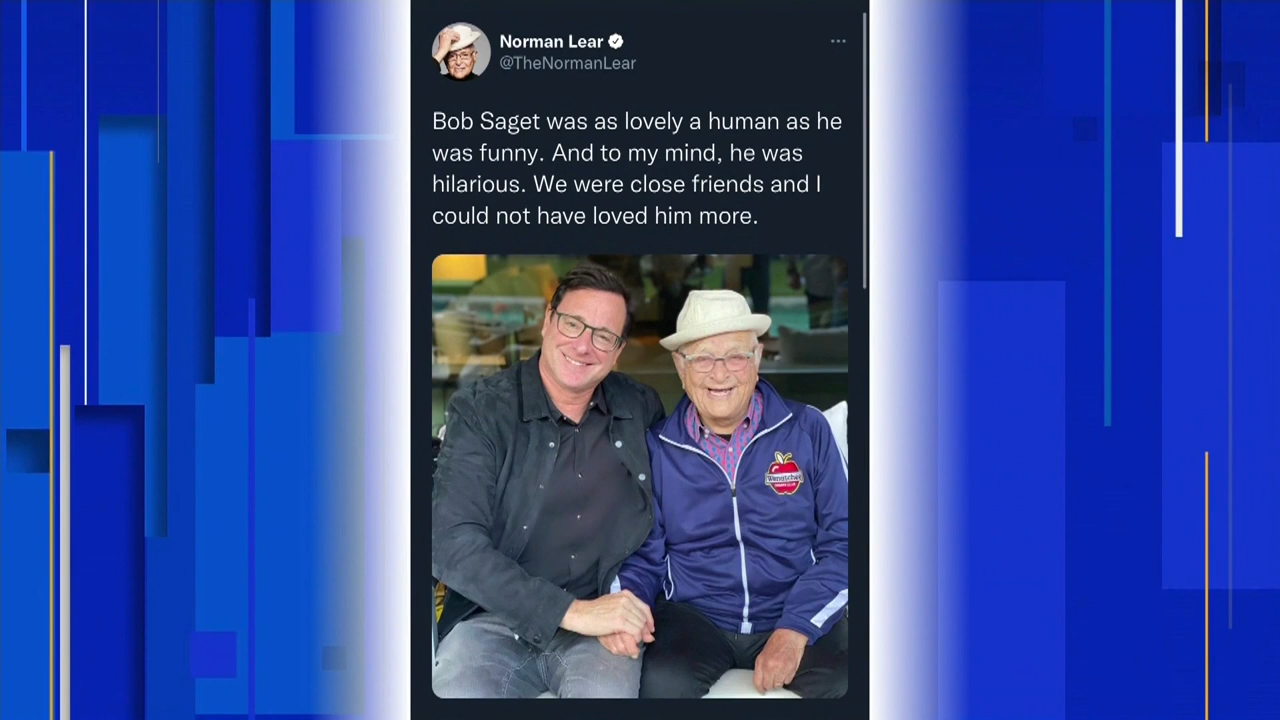 Norman Lear
@TheNormanLear
Bob Saget was as lovely a human as he
was funny. And to my mind, he was
hilarious. We were close friends and I
could not have loved him more.
Wenatchee